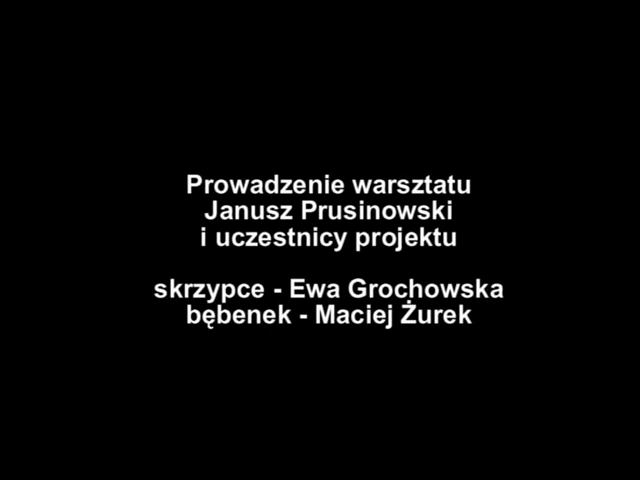 Prowadzenie warsztatu
Janusz Prusinowski
i uczestnicy projektu
skrzypce - Ewa Grochowska
bębenek - Maciej Żurek